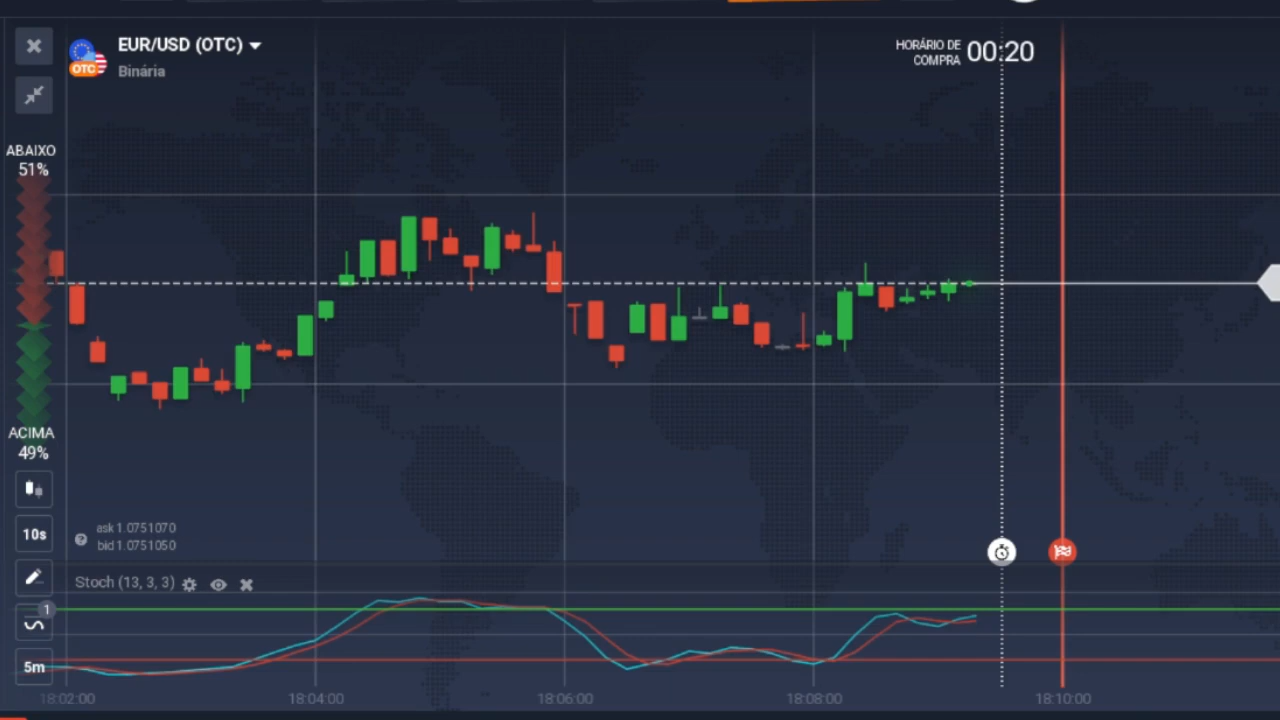 EUR/USD (OTC)
OTC
Binária
HORÁRIO DE
COMPRA
00:20
ABAIXO
51%
ACIMA
49%
10s
ask 1.0751070
bid 1.0751050
Stoch (13, 3, 3)
1
5m
18:02:00
18:04:00
18:06:00
18:08:00
18:10:00